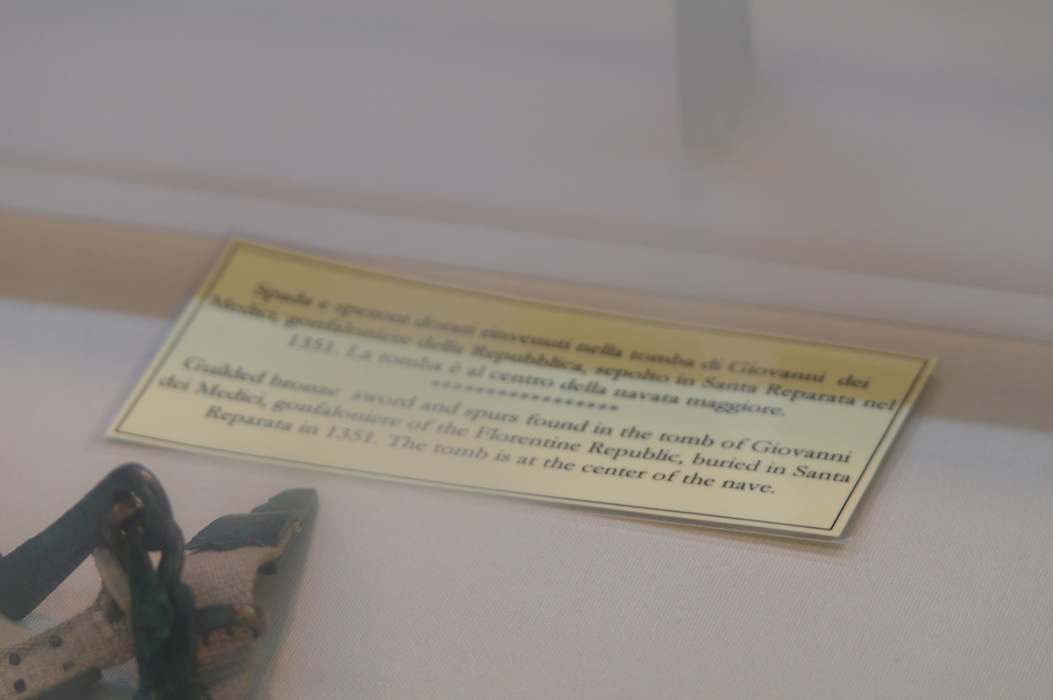 Spada e speroni dorati rinvenuti nella tomba di Giovanni dei
Medici, gonfaloniere della Repubblica, sepolto in Santa Reparata nel
1351. La tomba è al centro della navata maggiore.
******************
Guilded bronze sword and spurs found in the tomb of Giovanni
dei Medici, gonfaloniere of the Florentine Republic, buried in Santa
Reparata in 1351. The tomb is at the center of the nave.